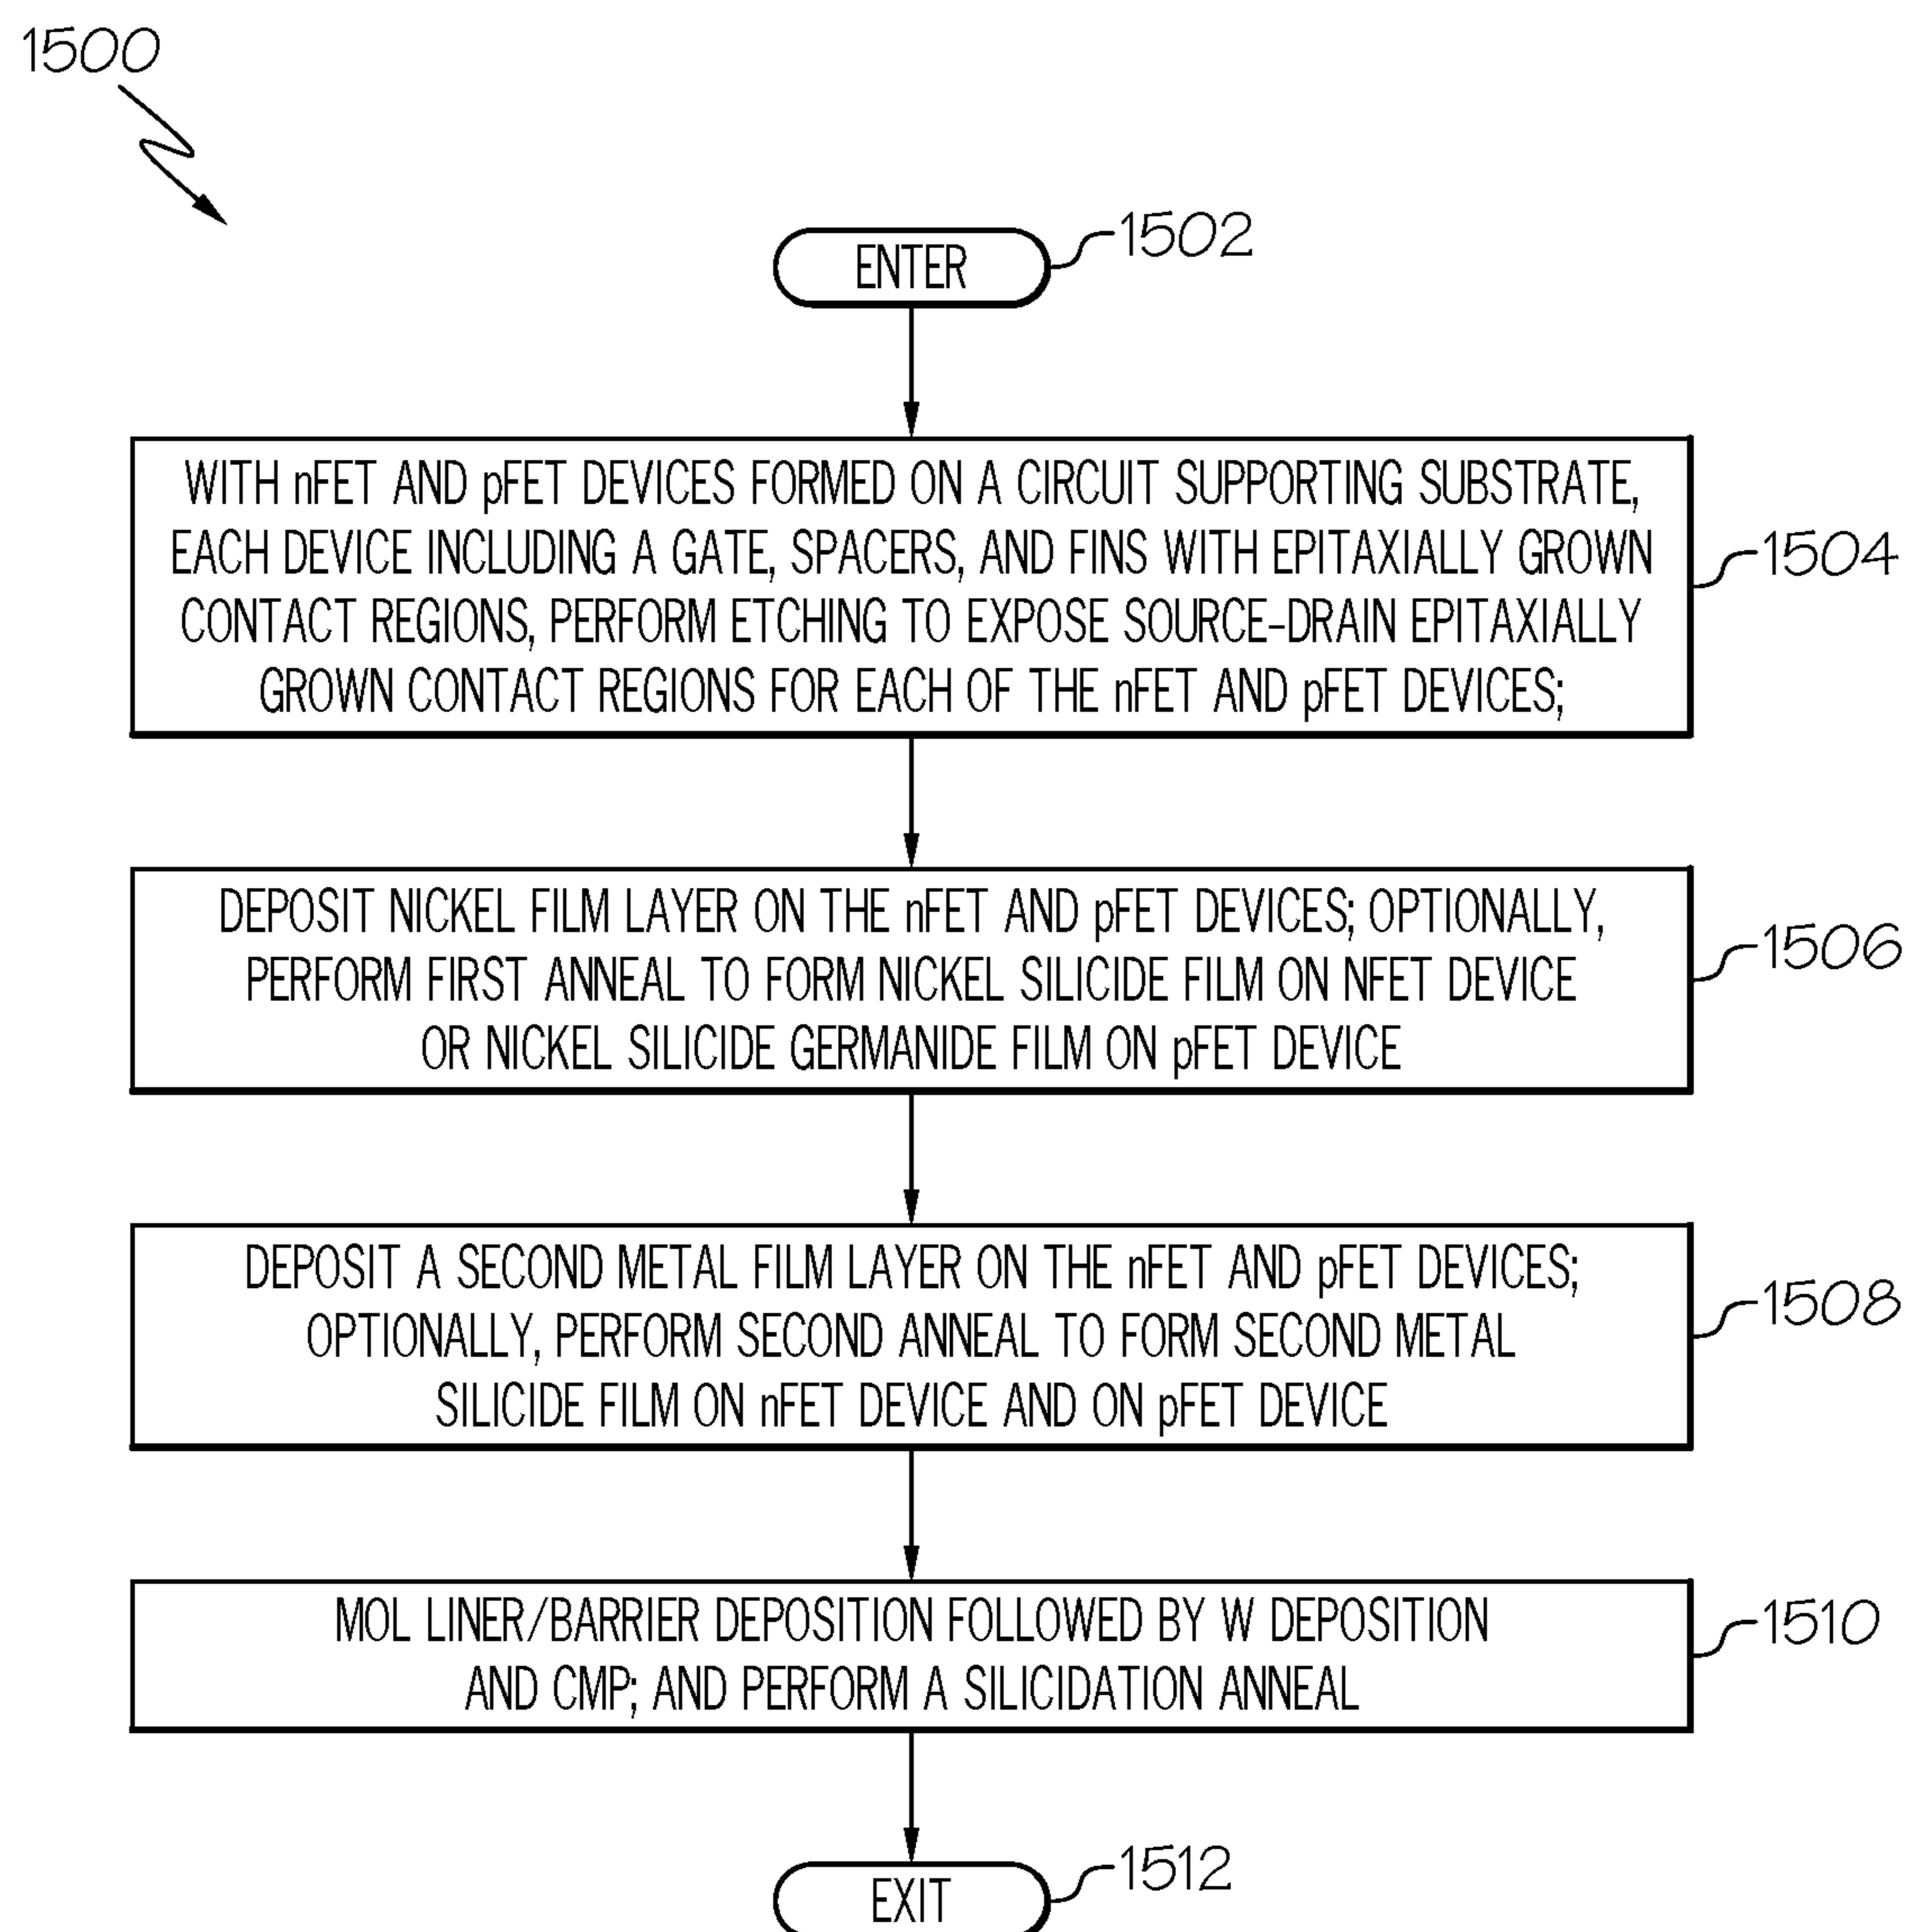 1500
ENTER
1502
WITH nFET AND pFET DEVICES FORMED ON A CIRCUIT SUPPORTING SUBSTRATE,
EACH DEVICE INCLUDING A GATE, SPACERS, AND FINS WITH EPITAXIALLY GROWN
CONTACT REGIONS, PERFORM ETCHING TO EXPOSE SOURCE-DRAIN EPITAXIALLY
GROWN CONTACT REGIONS FOR EACH OF THE nFET AND pFET DEVICES;
1504
DEPOSIT NICKEL FILM LAYER ON THE nFET AND pFET DEVICES; OPTIONALLY,
PERFORM FIRST ANNEAL TO FORM NICKEL SILICIDE FILM ON NFET DEVICE
OR NICKEL SILICIDE GERMANIDE FILM ON pFET DEVICE
1506
DEPOSIT A SECOND METAL FILM LAYER ON THE nFET AND pFET DEVICES;
OPTIONALLY, PERFORM SECOND ANNEAL TO FORM SECOND METAL
SILICIDE FILM ON nFET DEVICE AND ON pFET DEVICE
1508
MOL LINER/BARRIER DEPOSITION FOLLOWED BY W DEPOSITION
AND CMP; AND PERFORM A SILICIDATION ANNEAL
1510
EXIT
1512